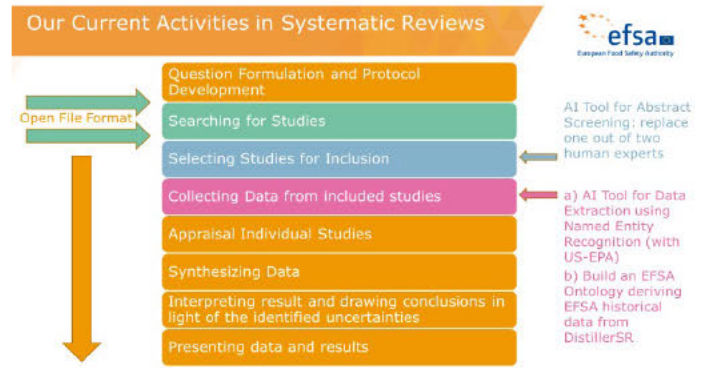 Our Current Activities in Systematic Reviews
efsa
European Food Safety Authority
Question Formulation and Protocol
Development
Open File Format
Searching for Studies
Selecting Studies for Inclusion
Collecting Data from included studies
Appraisal Individual Studies
Synthesizing Data
Interpreting result and drawing conclusions in
light of the identified uncertainties
Presenting data and results
AI Tool for Abstract
Screening: replace
one out of two
human experts
a) AI Tool for Data
Extraction using
Named Entity
Recognition (with
US-EPA)
b) Build an EFSA
Ontology deriving
EFSA historical
data from
DistillerSR